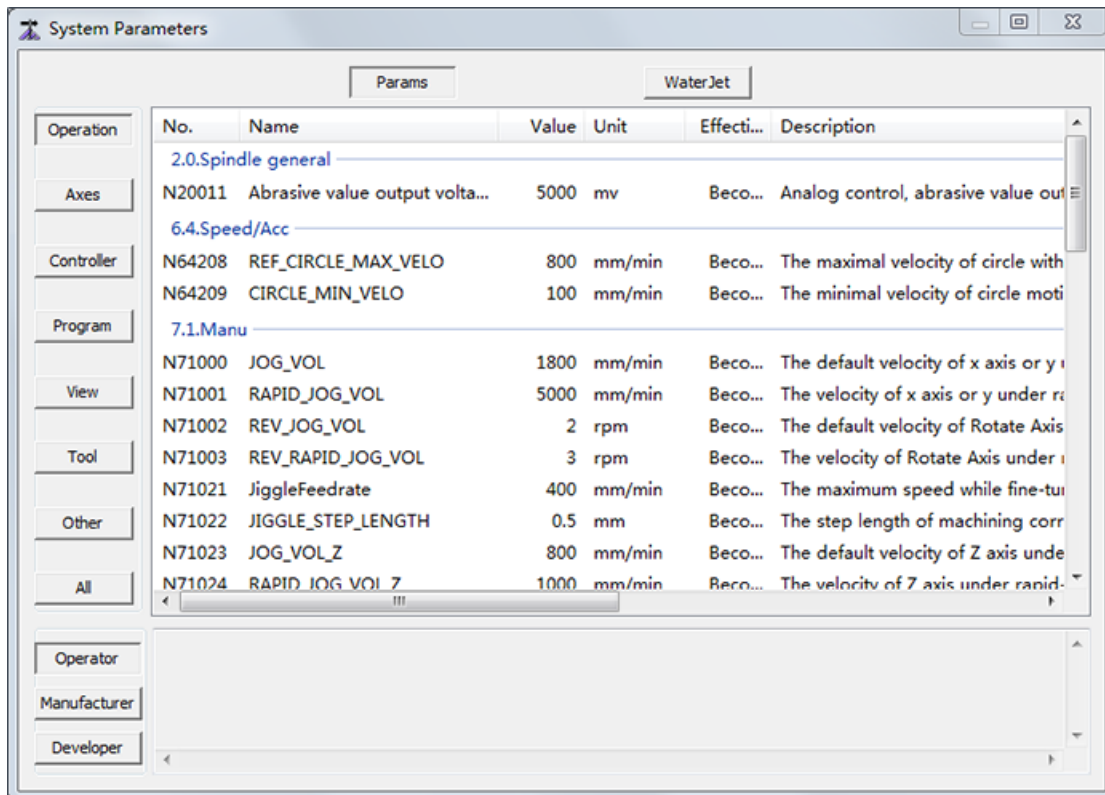 System Parameters
Params WaterJet
Operation
Axes
Controller
Program
View
Tool
Other
All
No. Name Value Unit Effecti... Description
2.0.Spindle general
N20011 Abrasive value output volta... 5000 mv Beco... Analog control, abrasive value out
6.4.Speed/Acc
N64208 REF_CIRCLE_MAX_VELO 800 mm/min Beco... The maximal velocity of circle with
N64209 CIRCLE_MIN_VELO 100 mm/min Beco... The minimal velocity of circle moti
7.1.Manu
N71000 JOG_VOL 1800 mm/min Beco... The default velocity of x axis or y
N71001 RAPID_JOG_VOL 5000 mm/min Beco... The velocity of x axis or y under ra
N71002 REV_JOG_VOL 2 rpm Beco... The default velocity of Rotate Axis
N71003 REV_RAPID_JOG_VOL 3 rpm Beco... The velocity of Rotate Axis under
N71021 JiggleFeedrate 400 mm/min Beco... The maximum speed while fine-tu
N71022 JIGGLE_STEP_LENGTH 0.5 mm Beco... The step length of machining corr
N71023 JOG_VOL_Z 800 mm/min Beco... The default velocity of Z axis unde
N71024 RAPID_JOG_VOL_Z 1000 mm/min Beco... The velocity of Z axis under rapid-
Operator
Manufacturer
Developer